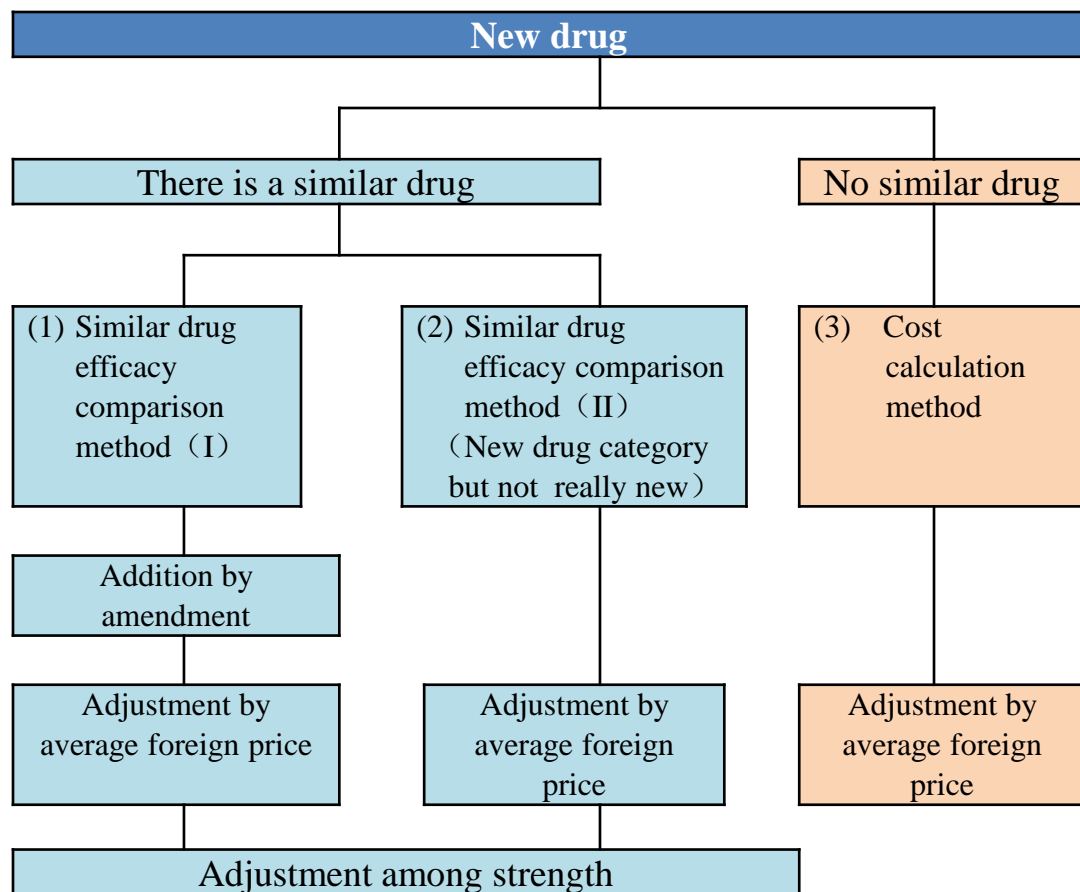 New drug
There is a similar drug
No similar drug
(1) Similar drug
efficacy
comparison
method（I）
(2) Similar drug
efficacy comparison
method（II）
（New drug category
but not really new）
(3) Cost
calculation
method
Addition by
amendment
Adjustment by
average foreign price
Adjustment by
average foreign
price
Adjustment by
average foreign
price
Adjustment among strength